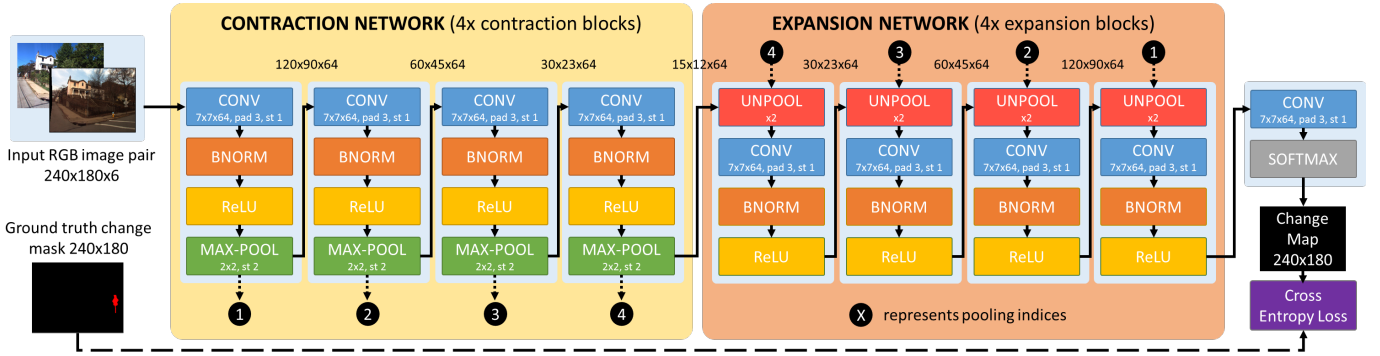 CONTRACTION NETWORK (4x contraction blocks)
EXPANSION NETWORK (4x expansion blocks)
4
3
2
1
120x90x64
60x45x64
30x23x64
15x12x64
30x23x64
60x45x64
120x90x64
Input RGB image pair
240x180x6
CONV
7x7x64, pad 3, st 1
BNORM
ReLU
MAX-POOL
2x2, st 2
1
CONV
7x7x64, pad 3, st 1
BNORM
ReLU
MAX-POOL
2x2, st 2
2
CONV
7x7x64, pad 3, st 1
BNORM
ReLU
MAX-POOL
2x2, st 2
3
CONV
7x7x64, pad 3, st 1
BNORM
ReLU
MAX-POOL
2x2, st 2
4
UNPOOL
x2
CONV
7x7x64, pad 3, st 1
BNORM
ReLU
UNPOOL
x2
CONV
7x7x64, pad 3, st 1
BNORM
ReLU
UNPOOL
x2
CONV
7x7x64, pad 3, st 1
BNORM
ReLU
UNPOOL
x2
CONV
7x7x64, pad 3, st 1
BNORM
ReLU
CONV
7x7x64, pad 3, st 1
SOFTMAX
Change
Map
240x180
Cross
Entropy Loss
Ground truth change
mask 240x180
X represents pooling indices